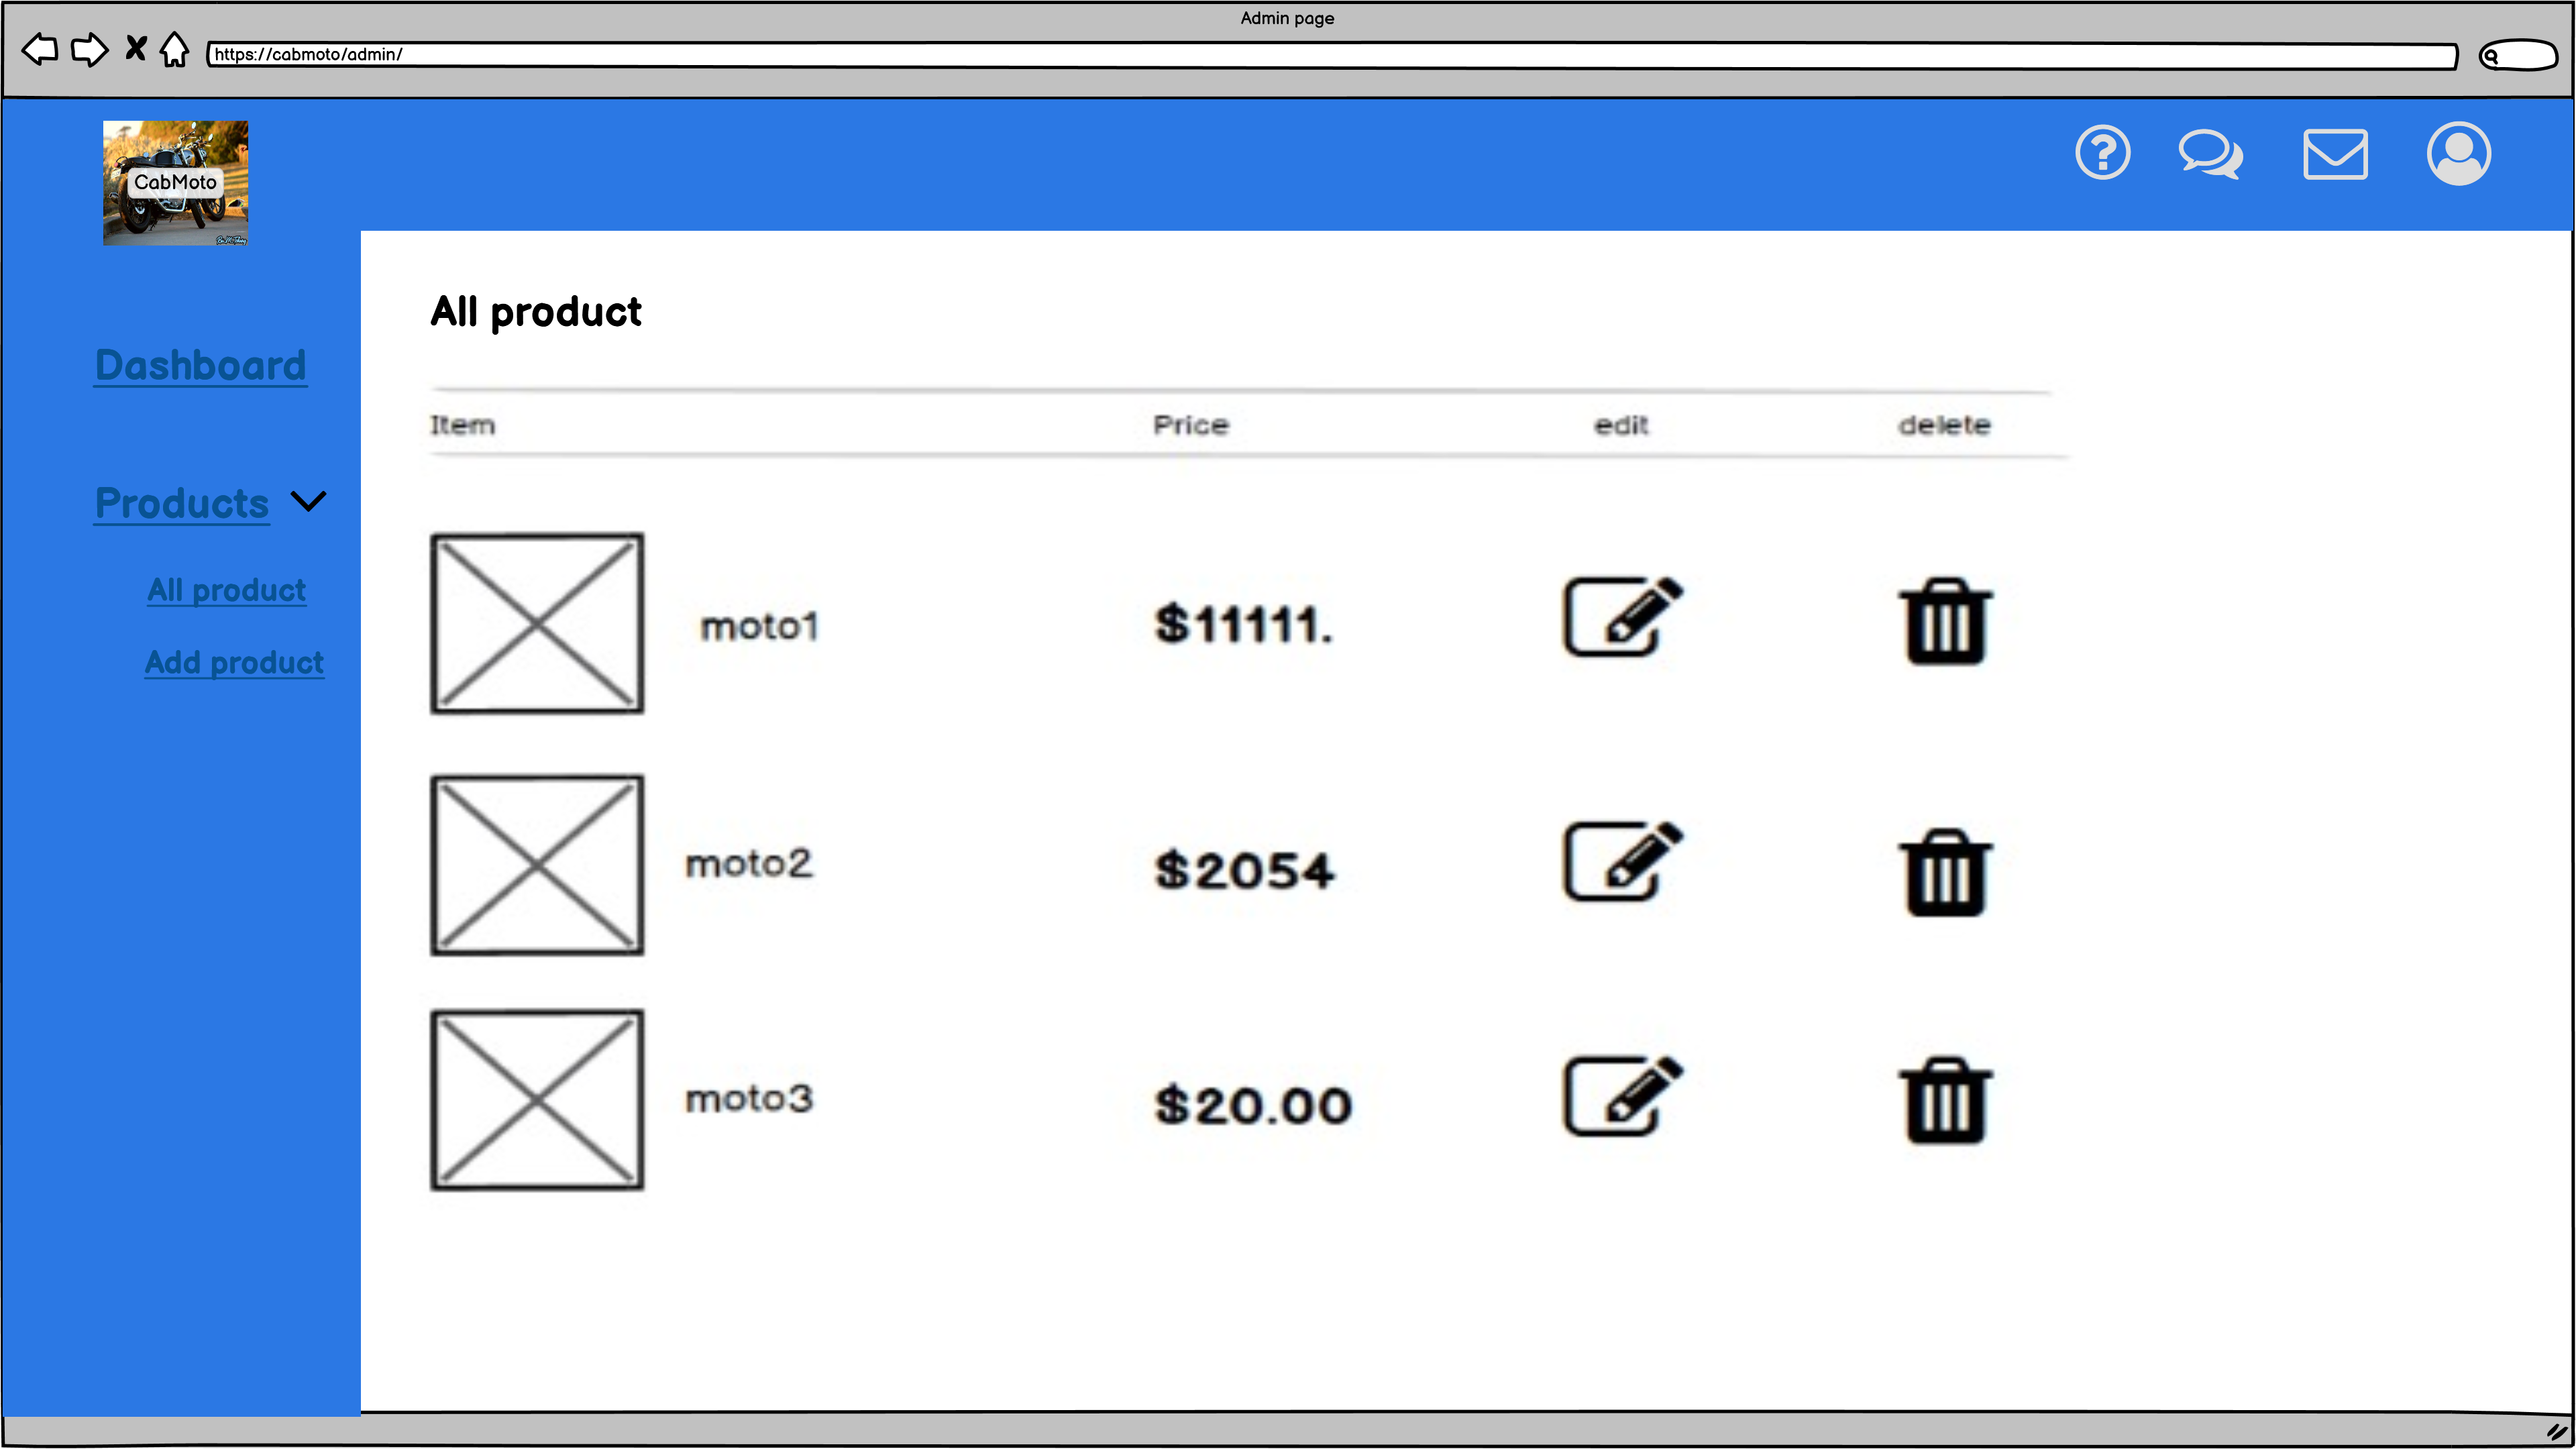 Admin page
https://cabmoto/admin/
CabMoto
All product
Dashboard
Item Price edit delete
Products
All product
Add product
moto1 $11111.
moto2 $2054
moto3 $20.00